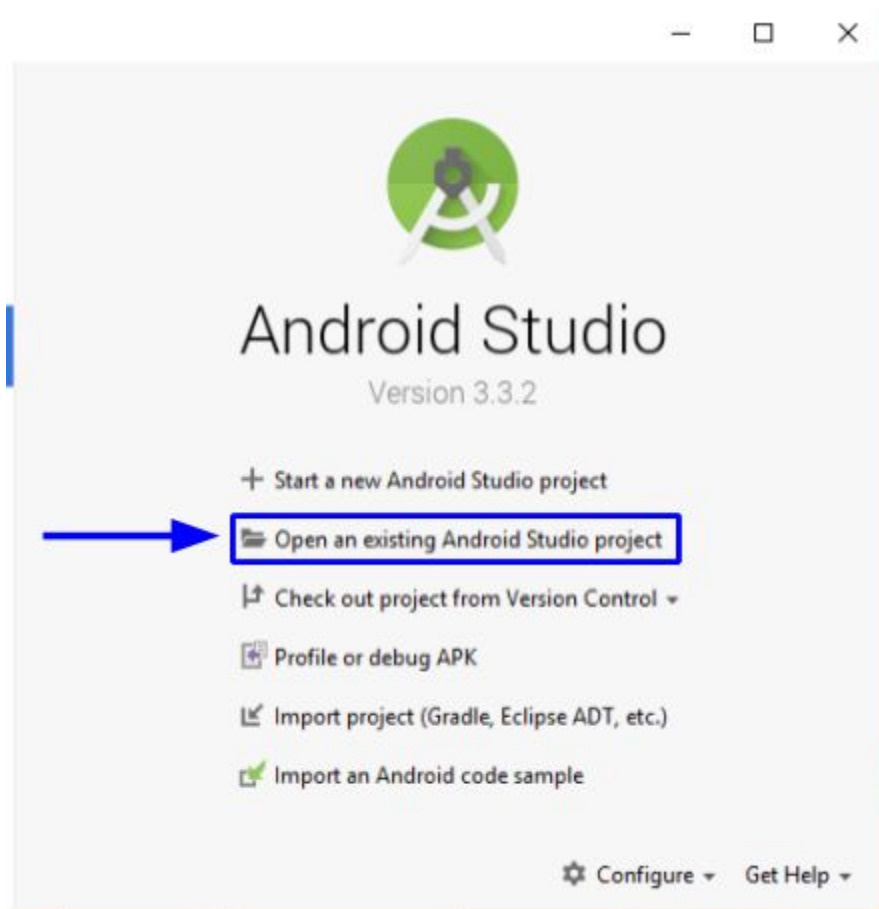 Android Studio
Version 3.3.2
Start a new Android Studio project
Open an existing Android Studio project
Check out project from Version Control
Profile or debug APK
Import project (Gradle, Eclipse ADT, etc.)
Import an Android code sample
Configure Get Help